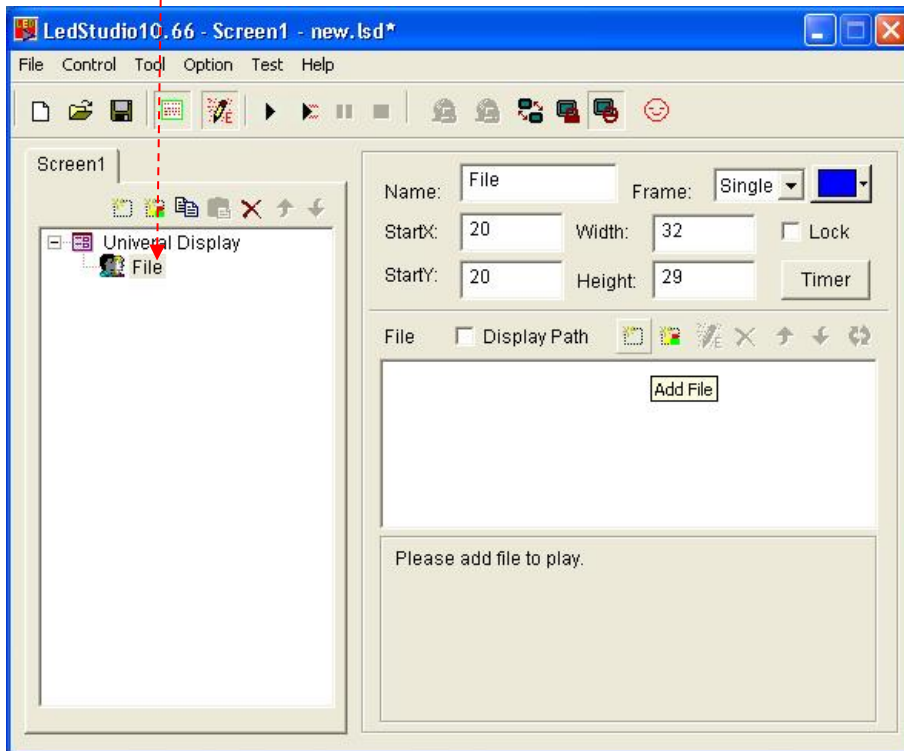 LedStudio10.66 - Screen1 - new.lsd*
File Control Tool Option Test Help
Screen1
Univeral Display
File
Name: File Frame: Single
StartX: 20 Width: 32 Lock
StartY: 20 Height: 29 Timer
File Display Path
Add File
Please add file to play.